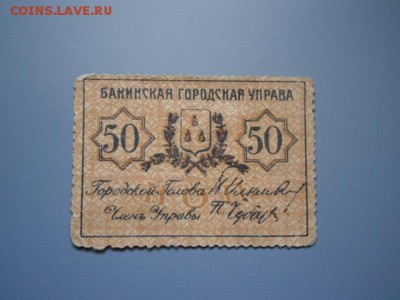 COINS.LAVE.RU
БАКИНСКАЯ ГОРОДСКАЯ УПРАВА
50 50
Городской Голова
Членъ Управы